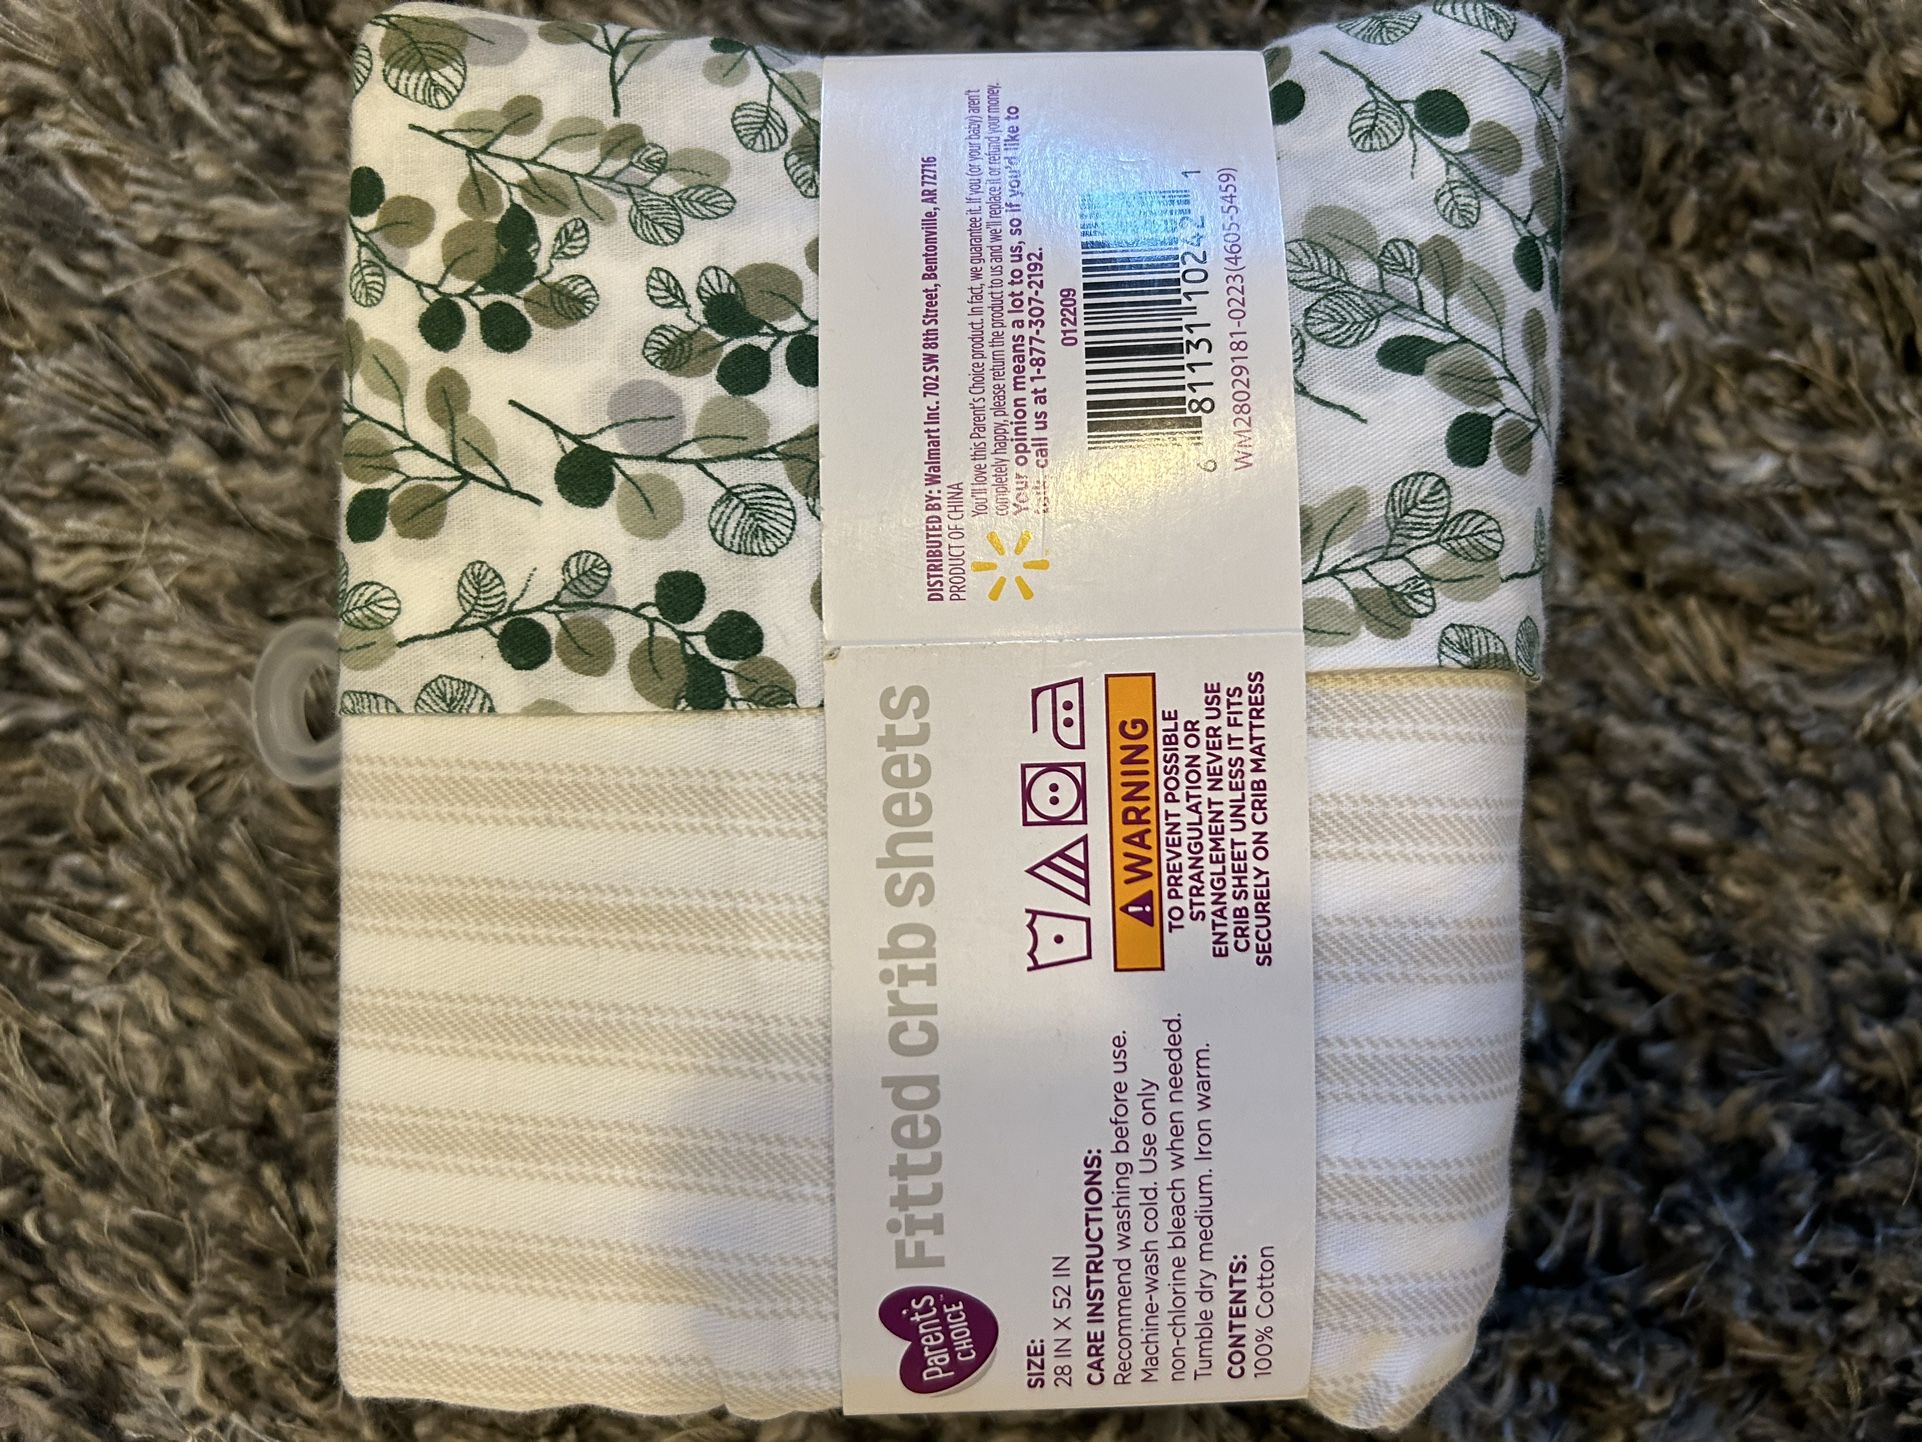 Parent's
CHOICE™
Fitted crib sheets
SIZE:
28 IN X 52 IN
CARE INSTRUCTIONS:
Recommend washing before use.
Machine-wash cold. Use only
non-chlorine bleach when needed.
Tumble dry medium. Iron warm.
CONTENTS:
100% Cotton
WARNING
TO PREVENT POSSIBLE
STRANGULATION OR
ENTANGLEMENT NEVER USE
CRIB SHEET UNLESS IT FITS
SECURELY ON CRIB MATTRESS
DISTRIBUTED BY: Walmart Inc. 702 SW 8th Street, Bentonville, AR 72716
PRODUCT OF CHINA
You'll love this Parent's Choice product. In fact, we guarantee it. If you (or your baby) aren't
completely happy, please return the product to us and we'll replace it or refund your money.
Your opinion means a lot to us, so if you'd like to
talk, call us at 1-877-307-2192.
012209
6 81131 10242 1
WM28029181-0223(4605-5459)